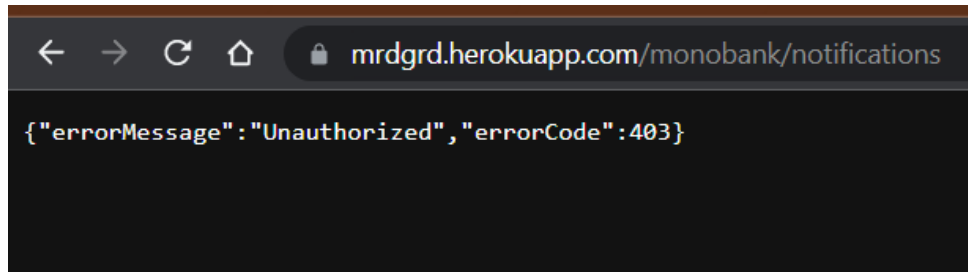 mrdgrd.herokuapp.com/monobank/notifications
{"errorMessage":"Unauthorized","errorCode":403}